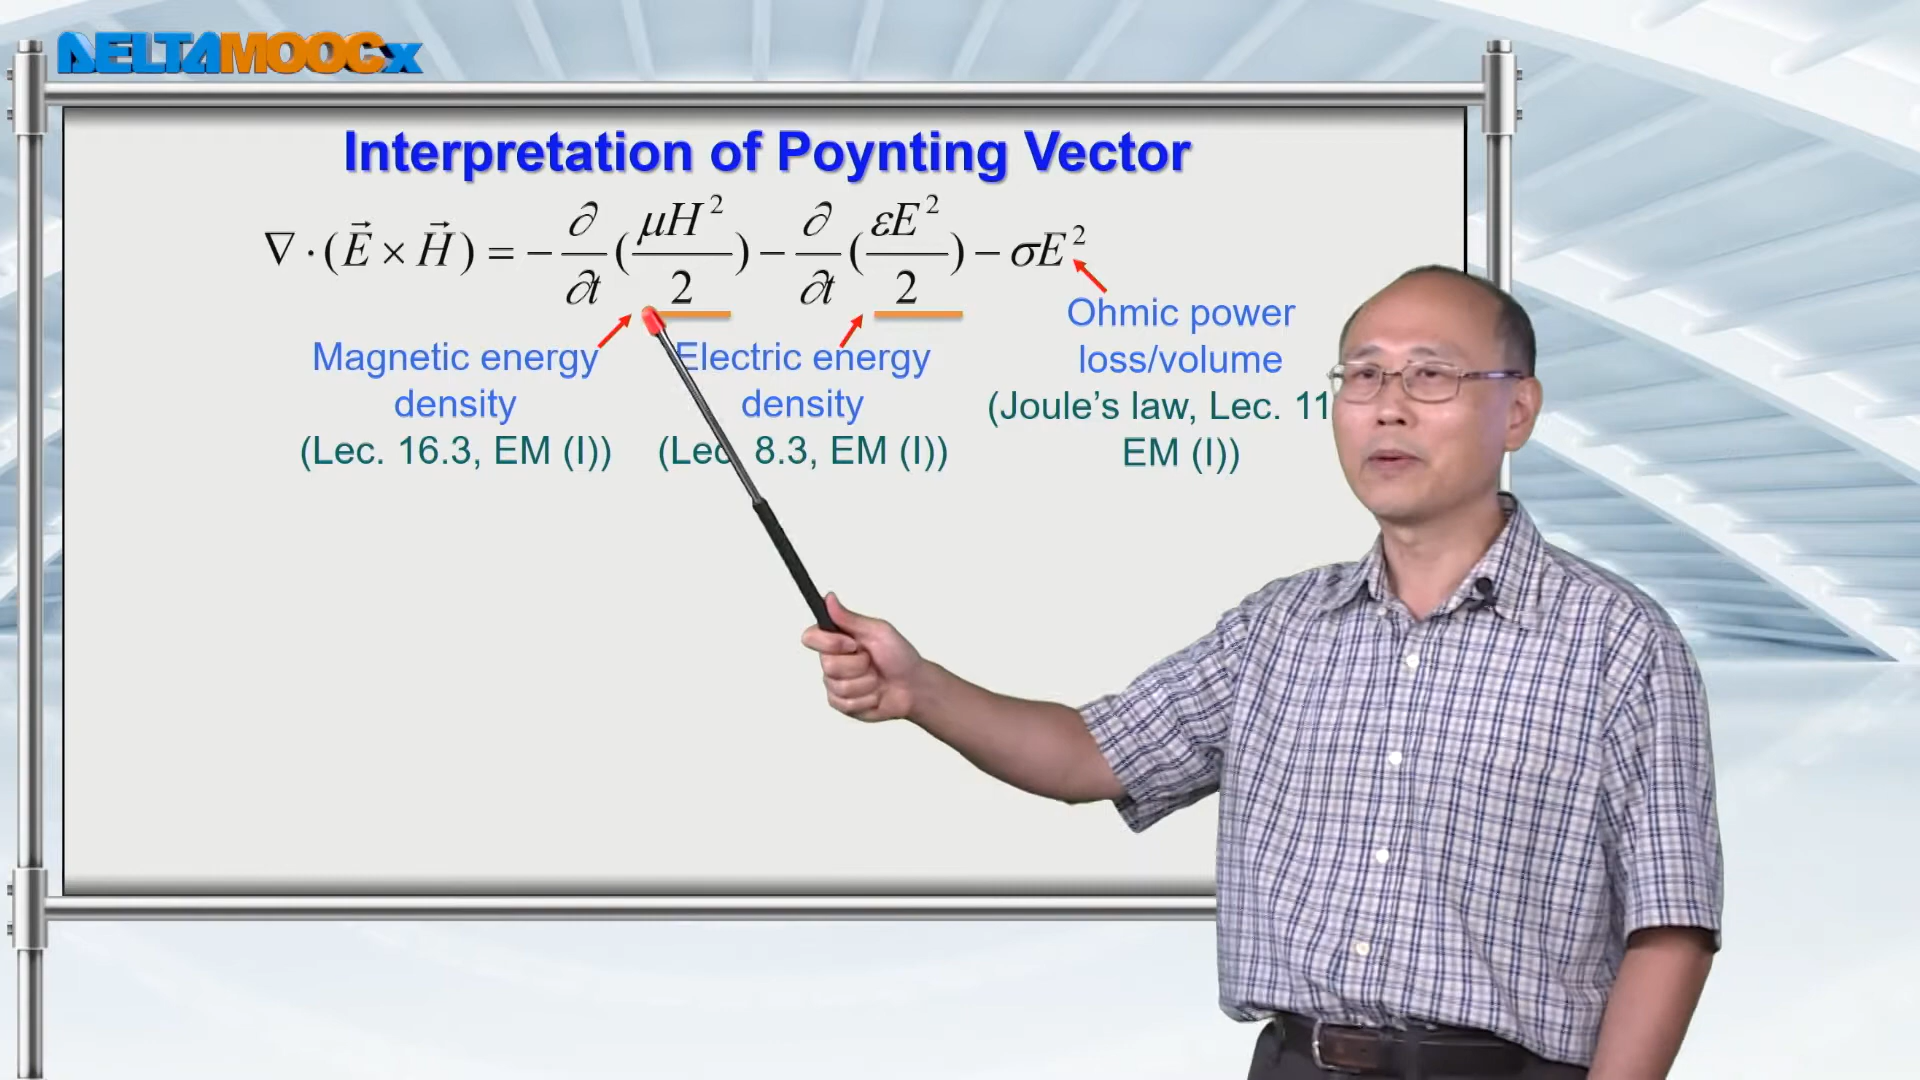 DELTAMOOCx
Interpretation of Poynting Vector
∇ · (E⃗ × H⃗) = − ∂/∂t (μH²/2) − ∂/∂t (εE²/2) − σE²
Magnetic energy
density
(Lec. 16.3, EM (I))
Electric energy
density
(Lec. 8.3, EM (I))
Ohmic power
loss/volume
(Joule’s law, Lec. 11
EM (I))